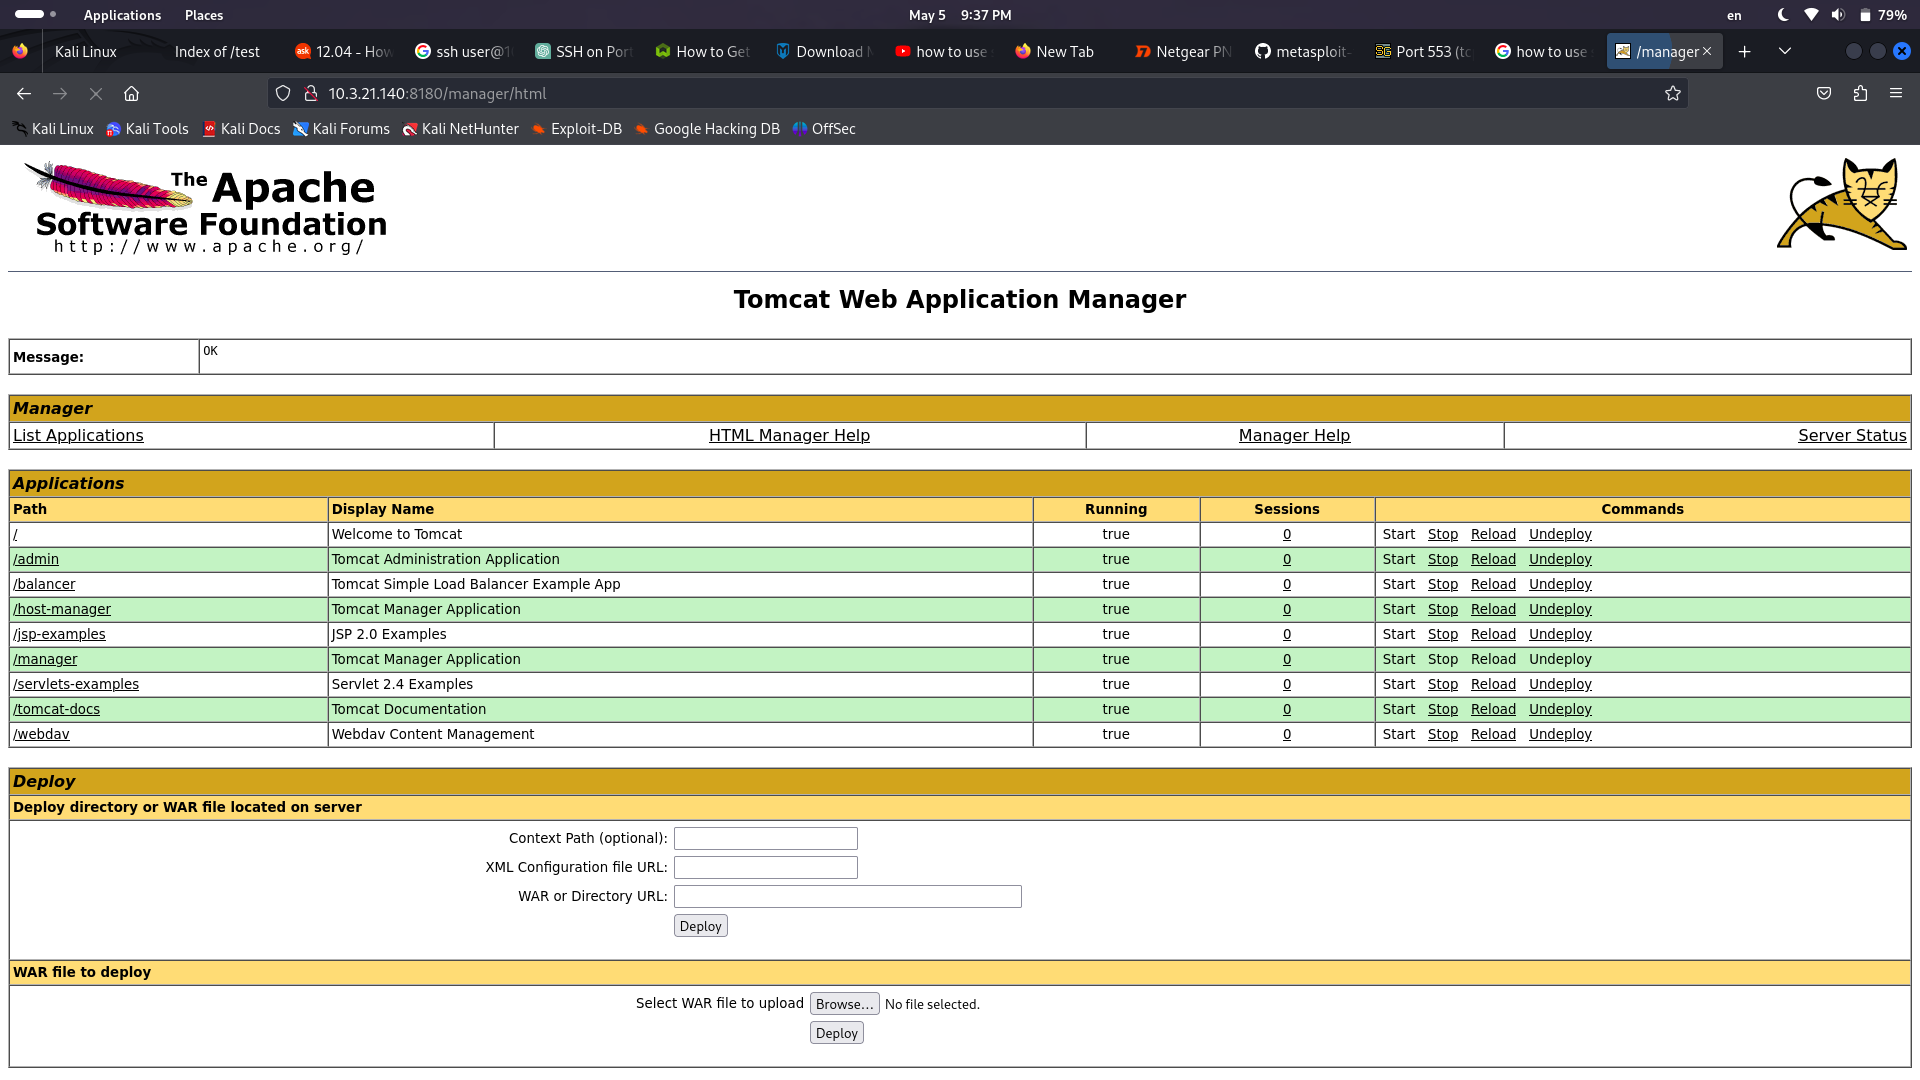 Applications Places May 5 9:37 PM en 79%
Kali Linux Index of /test 12.04 - How ssh user@1 SSH on Port How to Get Download how to use New Tab Netgear PN metasploit- Port 553 (tc how to use /manager
10.3.21.140:8180/manager/html
Kali Linux Kali Tools Kali Docs Kali Forums Kali NetHunter Exploit-DB Google Hacking DB OffSec
The Apache
Software Foundation
http://www.apache.org/
Tomcat Web Application Manager
Message: OK
Manager
List Applications HTML Manager Help Manager Help Server Status
Applications
Path Display Name Running Sessions Commands
/ Welcome to Tomcat true 0 Start Stop Reload Undeploy
/admin Tomcat Administration Application true 0 Start Stop Reload Undeploy
/balancer Tomcat Simple Load Balancer Example App true 0 Start Stop Reload Undeploy
/host-manager Tomcat Manager Application true 0 Start Stop Reload Undeploy
/jsp-examples JSP 2.0 Examples true 0 Start Stop Reload Undeploy
/manager Tomcat Manager Application true 0 Start Stop Reload Undeploy
/servlets-examples Servlet 2.4 Examples true 0 Start Stop Reload Undeploy
/tomcat-docs Tomcat Documentation true 0 Start Stop Reload Undeploy
/webdav Webdav Content Management true 0 Start Stop Reload Undeploy
Deploy
Deploy directory or WAR file located on server
Context Path (optional):
XML Configuration file URL:
WAR or Directory URL:
Deploy
WAR file to deploy
Select WAR file to upload Browse... No file selected.
Deploy